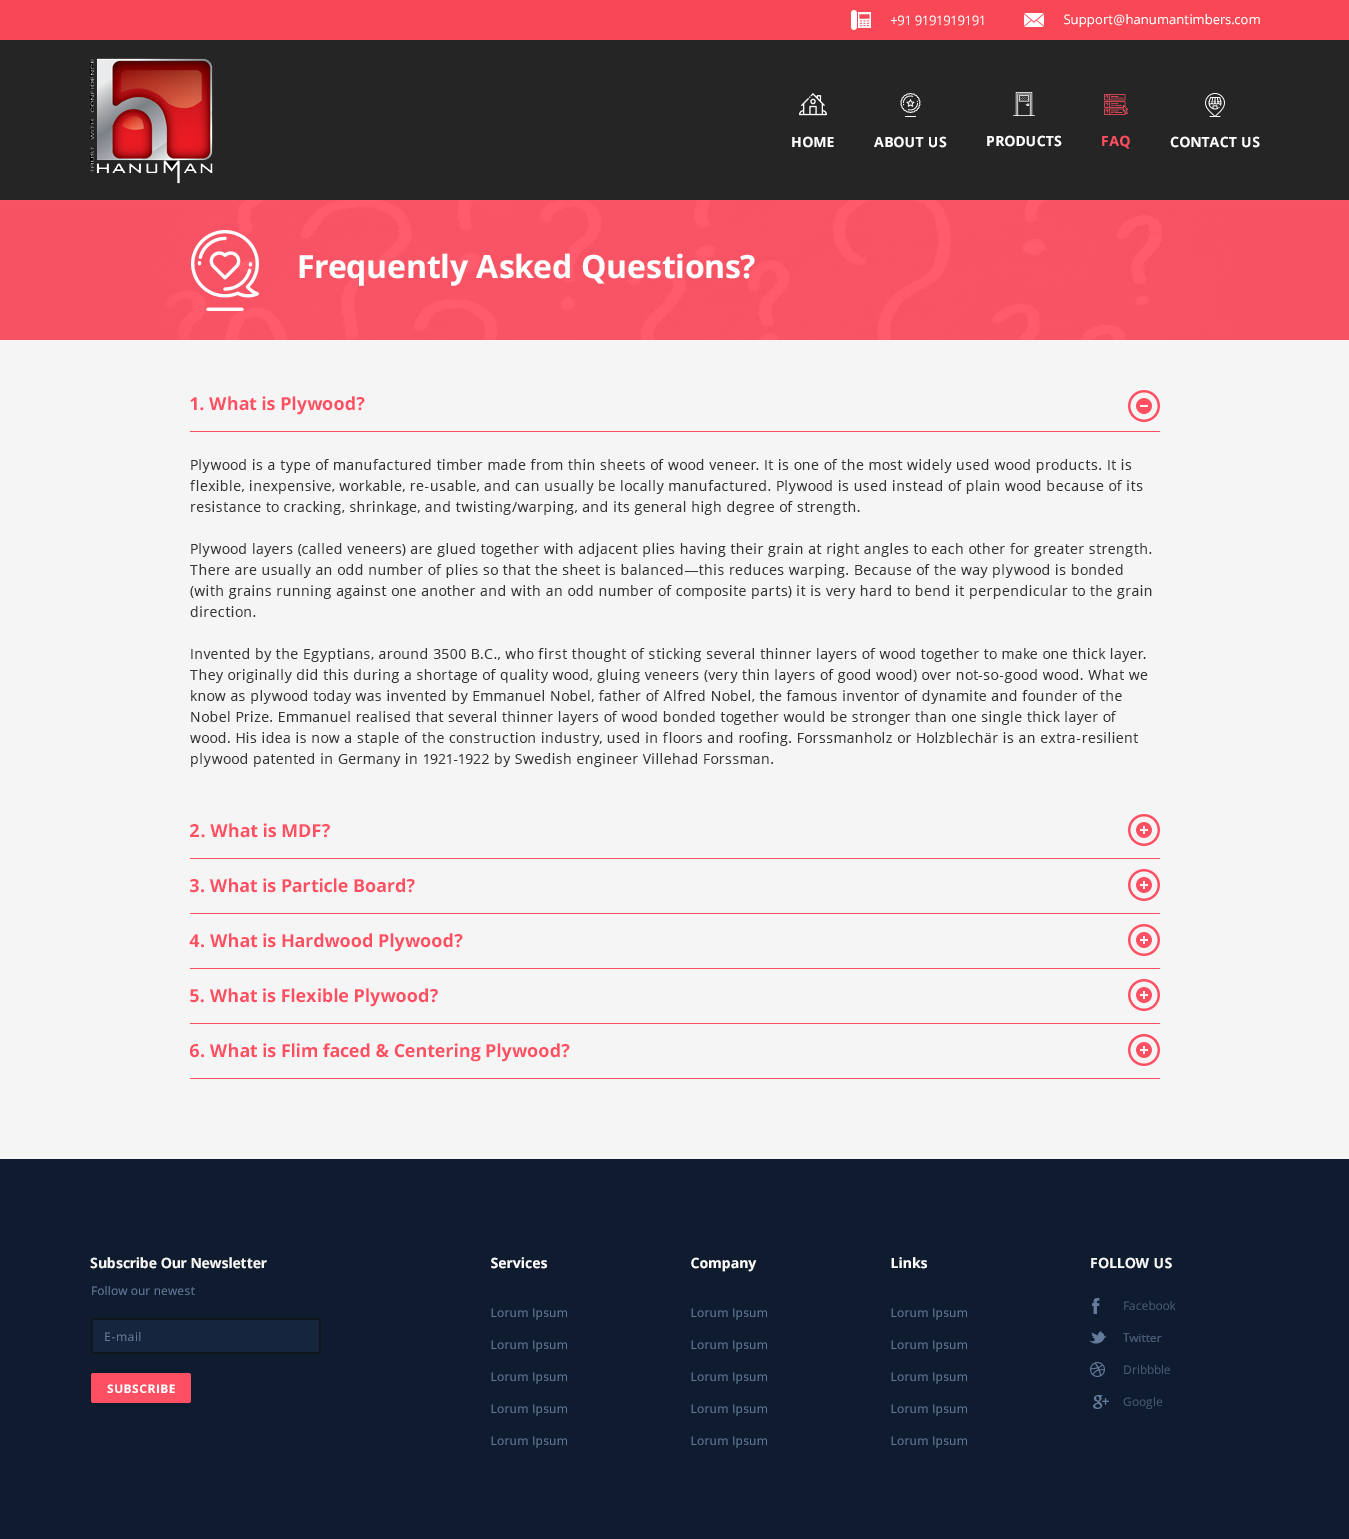 +91 9191919191
Support@hanumantimbers.com
HANUMAN
HOME
ABOUT US
PRODUCTS
FAQ
CONTACT US
Frequently Asked Questions?
1. What is Plywood?
Plywood is a type of manufactured timber made from thin sheets of wood veneer. It is one of the most widely used wood products. It is
flexible, inexpensive, workable, re-usable, and can usually be locally manufactured. Plywood is used instead of plain wood because of its
resistance to cracking, shrinkage, and twisting/warping, and its general high degree of strength.
Plywood layers (called veneers) are glued together with adjacent plies having their grain at right angles to each other for greater strength.
There are usually an odd number of plies so that the sheet is balanced—this reduces warping. Because of the way plywood is bonded
(with grains running against one another and with an odd number of composite parts) it is very hard to bend it perpendicular to the grain
direction.
Invented by the Egyptians, around 3500 B.C., who first thought of sticking several thinner layers of wood together to make one thick layer.
They originally did this during a shortage of quality wood, gluing veneers (very thin layers of good wood) over not-so-good wood. What we
know as plywood today was invented by Emmanuel Nobel, father of Alfred Nobel, the famous inventor of dynamite and founder of the
Nobel Prize. Emmanuel realised that several thinner layers of wood bonded together would be stronger than one single thick layer of
wood. His idea is now a staple of the construction industry, used in floors and roofing. Forssmanholz or Holzblechär is an extra-resilient
plywood patented in Germany in 1921-1922 by Swedish engineer Villehad Forssman.
2. What is MDF?
3. What is Particle Board?
4. What is Hardwood Plywood?
5. What is Flexible Plywood?
6. What is Flim faced & Centering Plywood?
Subscribe Our Newsletter
Follow our newest
E-mail
SUBSCRIBE
Services
Lorum Ipsum
Lorum Ipsum
Lorum Ipsum
Lorum Ipsum
Lorum Ipsum
Company
Lorum Ipsum
Lorum Ipsum
Lorum Ipsum
Lorum Ipsum
Lorum Ipsum
Links
Lorum Ipsum
Lorum Ipsum
Lorum Ipsum
Lorum Ipsum
Lorum Ipsum
FOLLOW US
Facebook
Twitter
Dribbble
Google